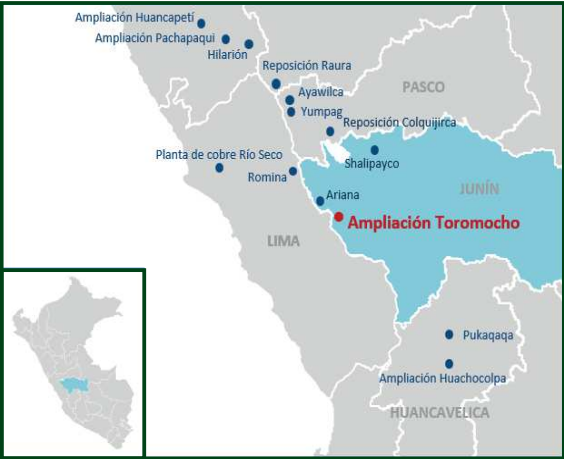 Ampliación Huancapetí
Ampliación Pachapaqui
Hilarión
Reposición Raura
Ayawilca
PASCO
Yumpag
Reposición Colquijirca
Planta de cobre Río Seco
Shalipayco
Romina
JUNÍN
Ariana
Ampliación Toromocho
LIMA
Pukaqaqa
Ampliación Huachocolpa
HUANCAVELICA